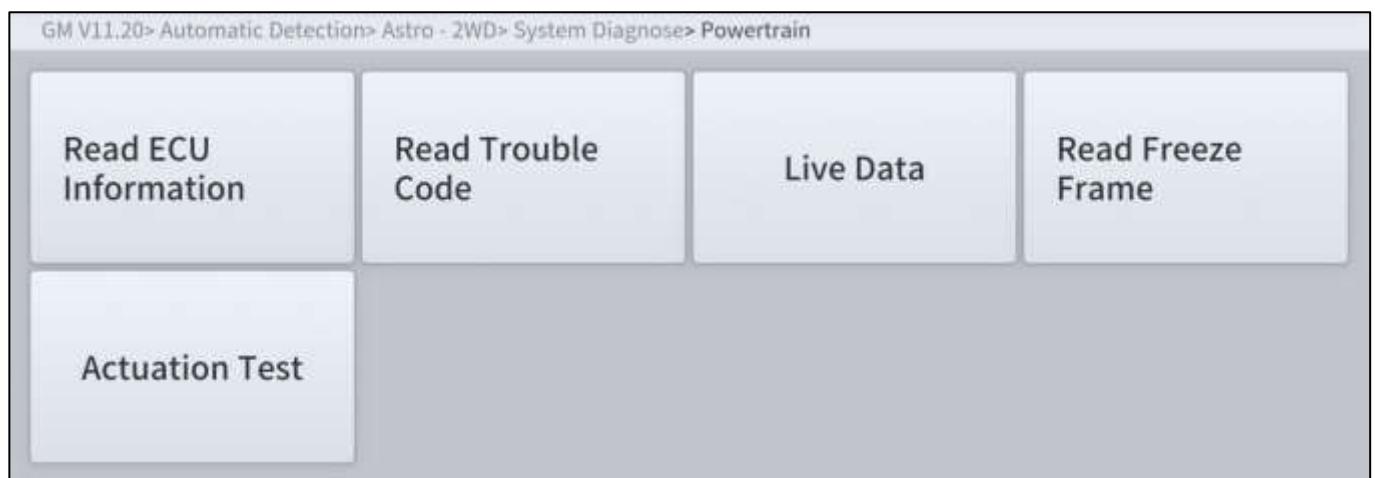 GM V11.20> Automatic Detection> Astro - 2WD> System Diagnose> Powertrain
Read ECU
Information
Read Trouble
Code
Live Data
Read Freeze
Frame
Actuation Test